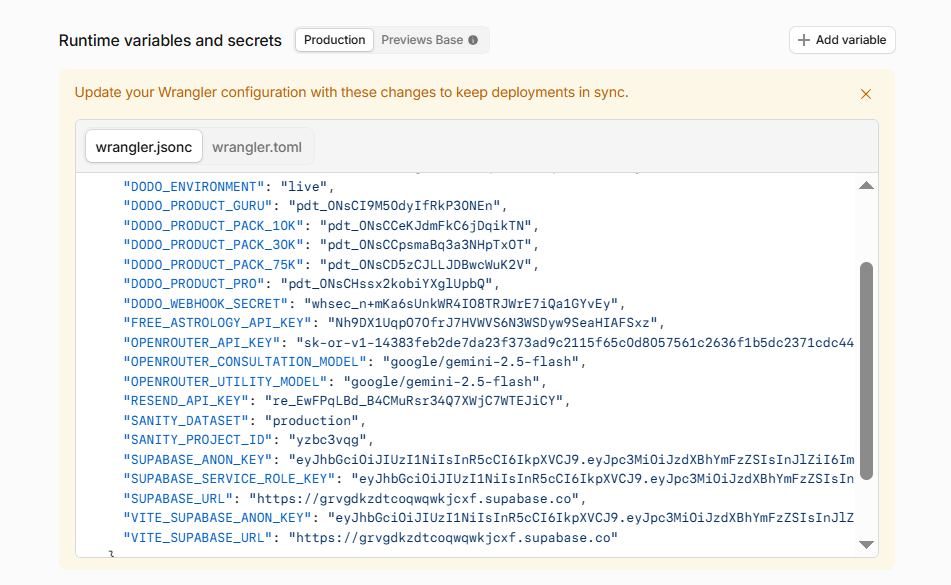 Runtime variables and secrets
Production
Previews Base
+ Add variable
Update your Wrangler configuration with these changes to keep deployments in sync.
wrangler.jsonc
wrangler.toml
"DODO_ENVIRONMENT": "live",
"DODO_PRODUCT_GURU": "pdt_0NsCI9M5OdyIfRkP3ONEn",
"DODO_PRODUCT_PACK_10K": "pdt_0NsCCeKJdmFkC6jDqikTN",
"DODO_PRODUCT_PACK_30K": "pdt_0NsCCpsmaBq3a3NHpTxOT",
"DODO_PRODUCT_PACK_75K": "pdt_0NsCD5zCJLLJDBwcWuK2V",
"DODO_PRODUCT_PRO": "pdt_0NsCHssx2kobiYXglUpbQ",
"DODO_WEBHOOK_SECRET": "whsec_n+mKa6sUnkWR4IO8TRJWrE7iQa1GYvEy",
"FREE_ASTROLOGY_API_KEY": "Nh9DX1UqpO7OfrJ7HVWVS6N3WSDyw9SeaHIAFSxz",
"OPENROUTER_API_KEY": "sk-or-v1-14383feb2de7da23f373ad9c2115f65c0d8057561c2636f1b5dc2371cdc44
"OPENROUTER_CONSULTATION_MODEL": "google/gemini-2.5-flash",
"OPENROUTER_UTILITY_MODEL": "google/gemini-2.5-flash",
"RESEND_API_KEY": "re_EwFPqLBd_B4CMuRsr34Q7XWjC7WTEJiCY",
"SANITY_DATASET": "production",
"SANITY_PROJECT_ID": "yzbc3vqg",
"SUPABASE_ANON_KEY": "eyJhbGciOiJIUzI1NiIsInR5cCI6IkpXVCJ9.eyJpc3MiOiJzdXBhYmFzZSIsInJlZiI6Im
"SUPABASE_SERVICE_ROLE_KEY": "eyJhbGciOiJIUzI1NiIsInR5cCI6IkpXVCJ9.eyJpc3MiOiJzdXBhYmFzZSIsIn
"SUPABASE_URL": "https://grvgdkzdtcoqwqwkjcxf.supabase.co",
"VITE_SUPABASE_ANON_KEY": "eyJhbGciOiJIUzI1NiIsInR5cCI6IkpXVCJ9.eyJpc3MiOiJzdXBhYmFzZSIsInJlZ
"VITE_SUPABASE_URL": "https://grvgdkzdtcoqwqwkjcxf.supabase.co"
}